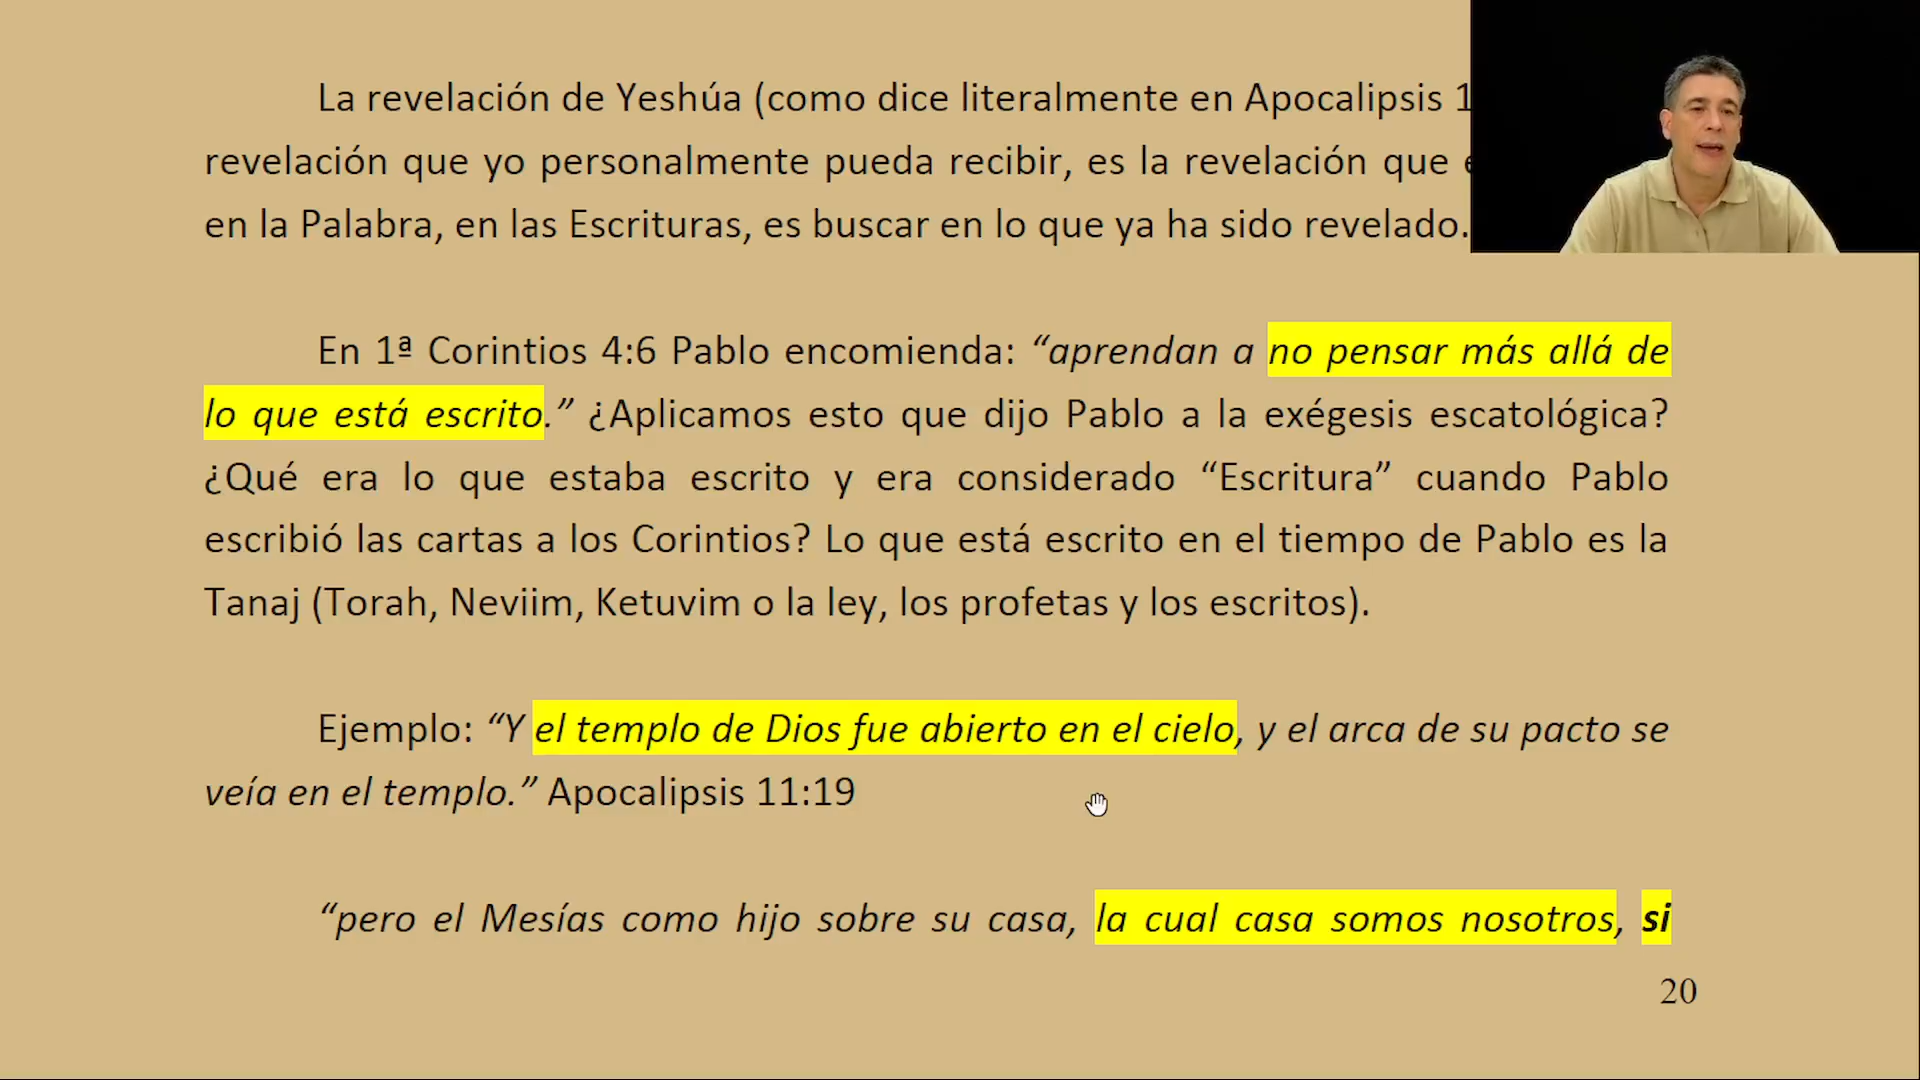 La revelación de Yeshúa (como dice literalmente en Apocalipsis 1
revelación que yo personalmente pueda recibir, es la revelación que
en la Palabra, en las Escrituras, es buscar en lo que ya ha sido revelado.
En 1ª Corintios 4:6 Pablo encomienda: “aprendan a no pensar más allá de
lo que está escrito.” ¿Aplicamos esto que dijo Pablo a la exégesis escatológica?
¿Qué era lo que estaba escrito y era considerado “Escritura” cuando Pablo
escribió las cartas a los Corintios? Lo que está escrito en el tiempo de Pablo es la
Tanaj (Torah, Neviim, Ketuvim o la ley, los profetas y los escritos).
Ejemplo: “Y el templo de Dios fue abierto en el cielo, y el arca de su pacto se
veía en el templo.” Apocalipsis 11:19
“pero el Mesías como hijo sobre su casa, la cual casa somos nosotros, si
20